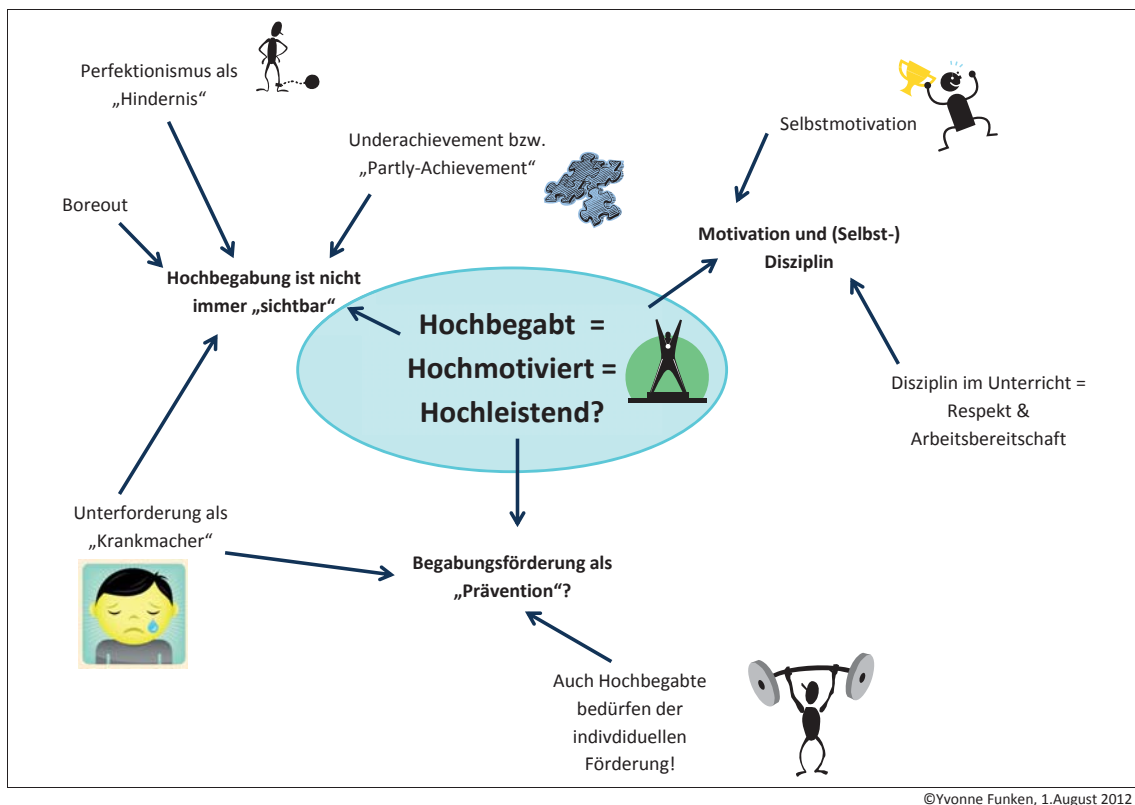 Perfektionismus als
„Hindernis“
Underachievement bzw.
„Partly-Achievement“
Boreout
Hochbegabung ist nicht
immer „sichtbar“
Selbstmotivation
Motivation und (Selbst-)
Disziplin
Hochbegabt =
Hochmotiviert =
Hochleistend?
Disziplin im Unterricht =
Respekt &
Arbeitsbereitschaft
Unterforderung als
„Krankmacher“
Begabungsförderung als
„Prävention“?
Auch Hochbegabte
bedürfen der
indivdiduellen
Förderung!
©Yvonne Funken, 1.August 2012